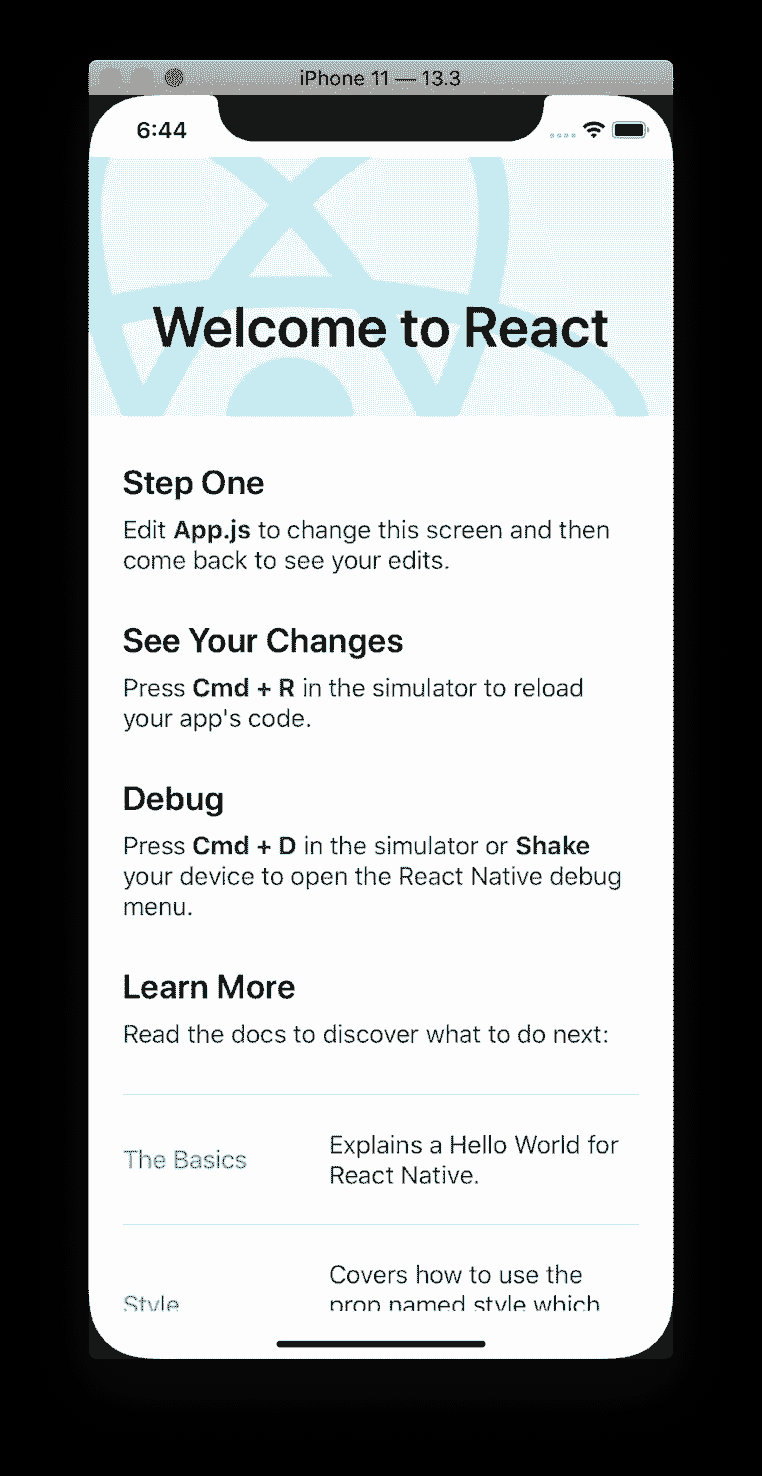 iPhone 11 — 13.3
6:44
Welcome to React
Step One
Edit App.js to change this screen and then
come back to see your edits.
See Your Changes
Press Cmd + R in the simulator to reload
your app's code.
Debug
Press Cmd + D in the simulator or Shake
your device to open the React Native debug
menu.
Learn More
Read the docs to discover what to do next:
The Basics
Explains a Hello World for
React Native.
Style
Covers how to use the
prop named style which